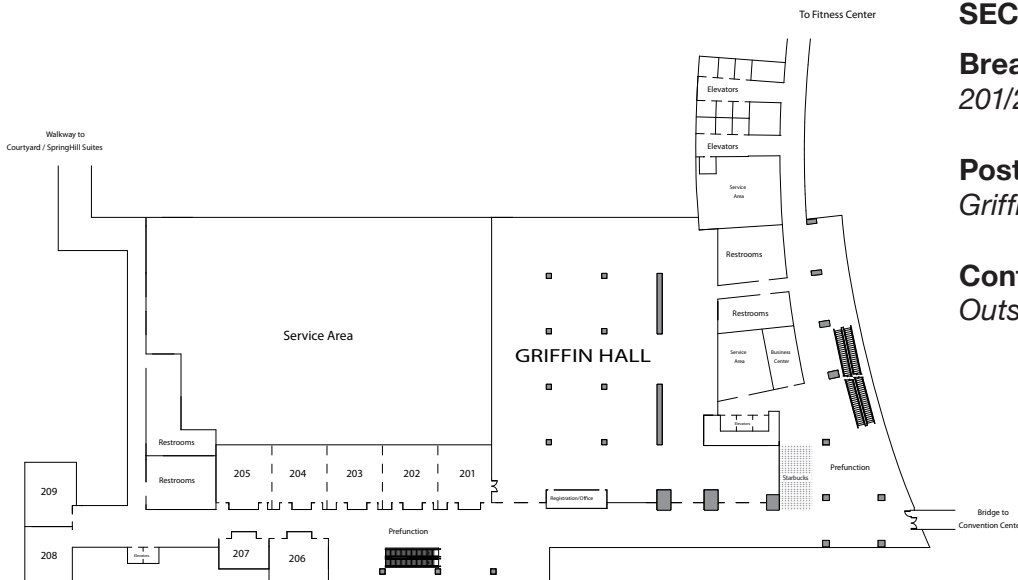 To Fitness Center
SEC
Brea
201/2
Post
Griffi
Conf
Outs
Elevators
Elevators
Walkway to
Courtyard / SpringHill Suites
Service
Area
Restrooms
Restrooms
Service Area
GRIFFIN HALL
Service
Area
Business
Center
Elevators
Restrooms
Restrooms
205
204
203
202
201
Starbucks
Prefunction
209
Registration/Office
Bridge to
Convention Cente
Prefunction
208
Elevators
207
206